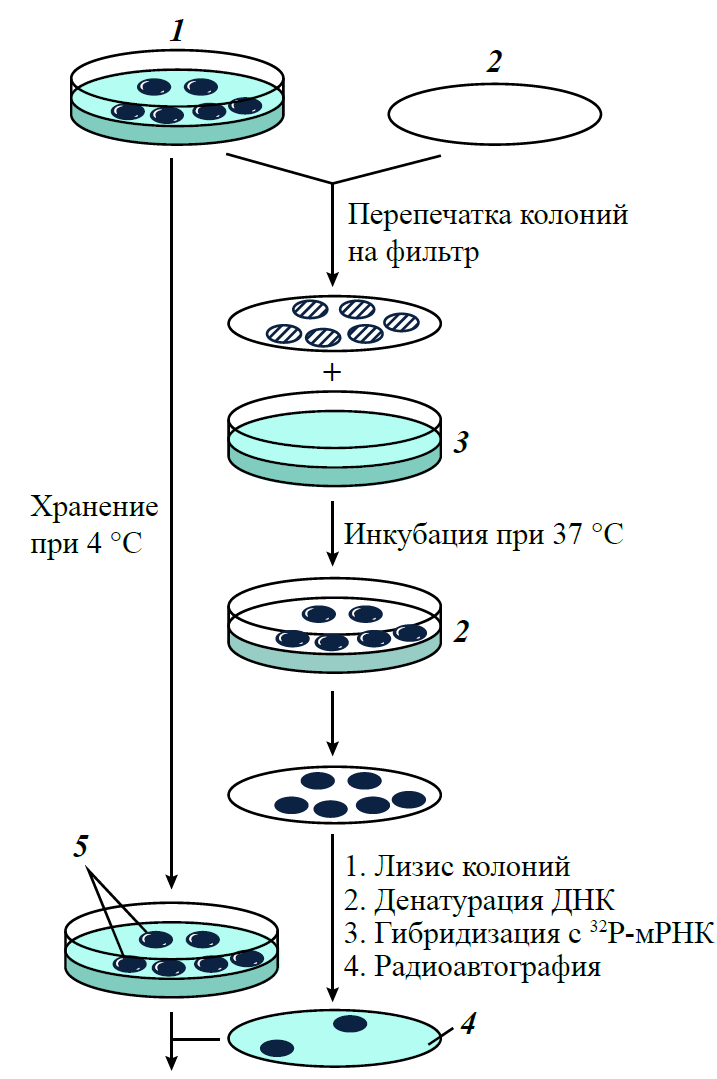 1
2
Перепечатка колоний
на фильтр
+
3
Хранение
при 4 °C
Инкубация при 37 °C
2
5
1. Лизис колоний
2. Денатурация ДНК
3. Гибридизация с ³²P-мРНК
4. Радиоавтография
4